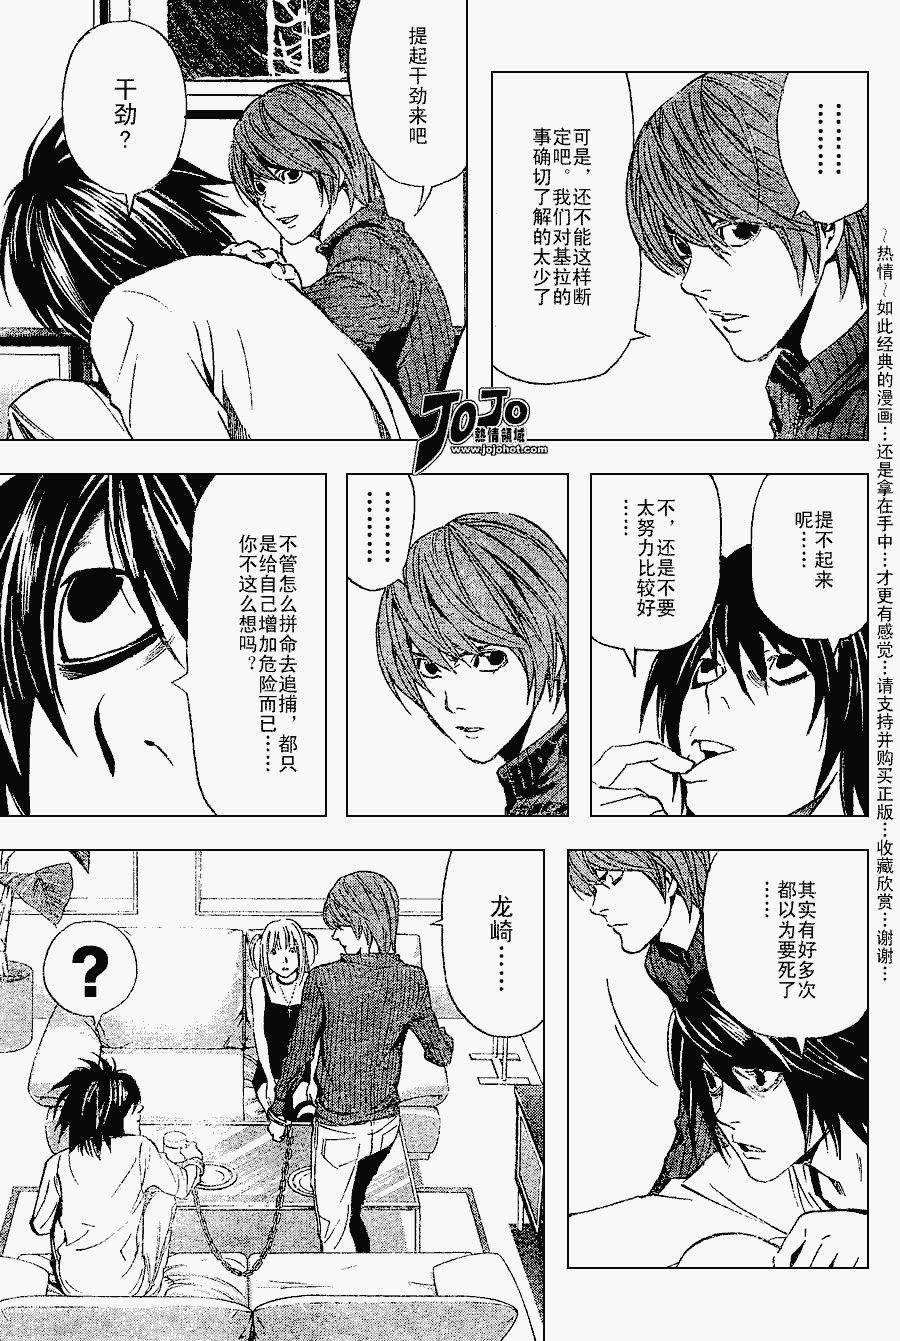 ………
………
可是，还不能这样断
定吧。我们对基拉的
事确切了解的太少了
提起干劲来吧
干劲？
提不起来
呢……
不，还是不要
太努力比较好
……
………
………
不管怎么拼命去追捕，都只
是给自己增加危险而已……
你不这么想吗？
其实有好多次
都以为要死了
……
龙崎……
?
JOJO
熱情領域
www.jojohot.com
~热情~如此经典的漫画…还是拿在手中…才更有感觉…请支持并购买正版…收藏欣赏…谢谢…